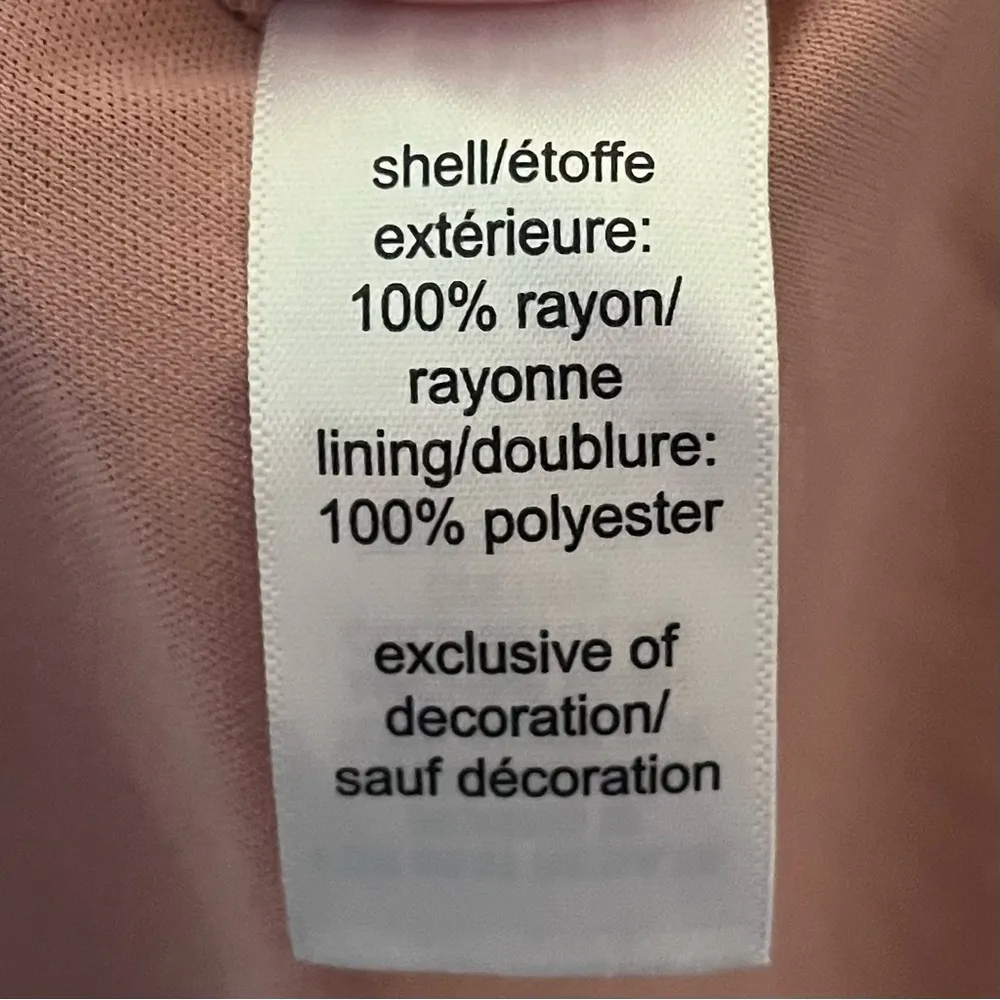 shell/étoffe
extérieure:
100% rayon/
rayonne
lining/doublure:
100% polyester
exclusive of
decoration/
sauf décoration